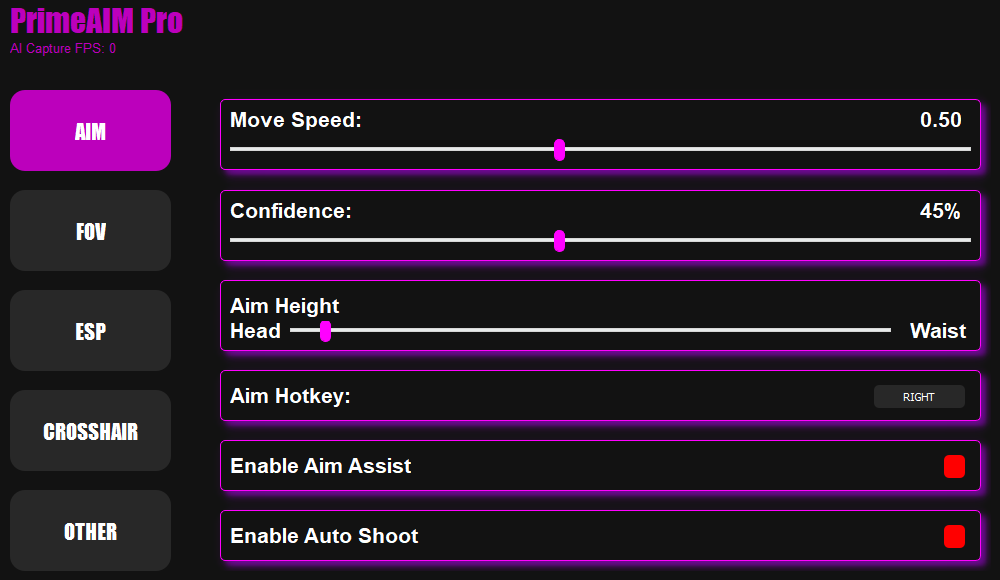 PrimeAIM Pro
AI Capture FPS: 0
AIM
FOV
ESP
CROSSHAIR
OTHER
Move Speed: 0.50
Confidence: 45%
Aim Height
Head Waist
Aim Hotkey: RIGHT
Enable Aim Assist
Enable Auto Shoot